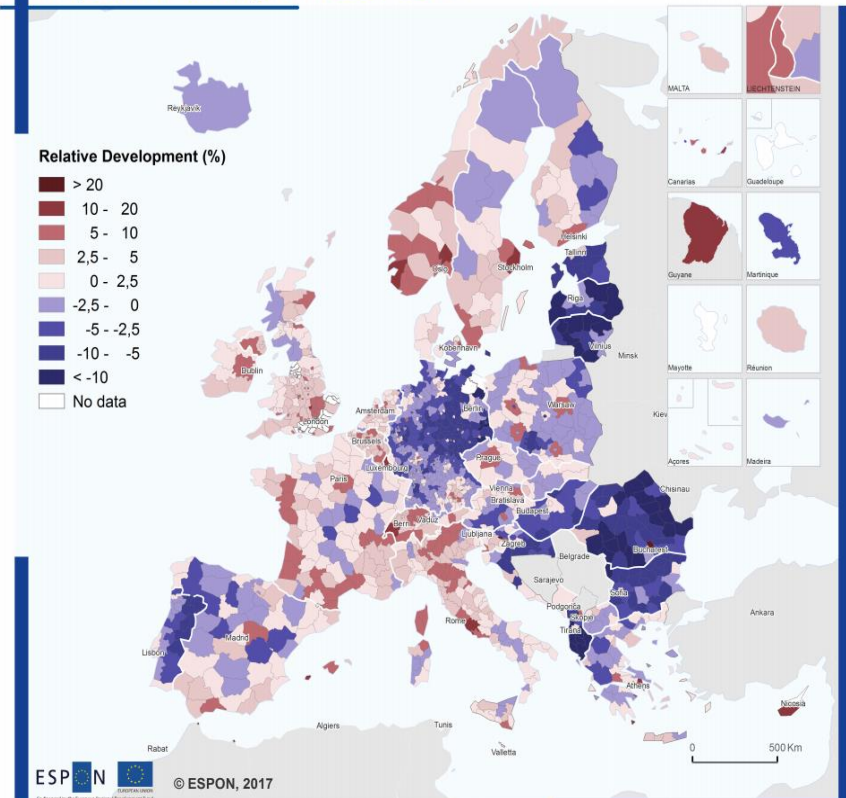 Relative Development (%)
> 20
10 - 20
5 - 10
2,5 - 5
0 - 2,5
-2,5 - 0
-5 - -2,5
-10 - -5
< -10
No data
Reykjavik
Oslo
Stockholm
Helsinki
Tallinn
Riga
Vilnius
Minsk
København
Dublin
London
Amsterdam
Berlin
Warsaw
Kiev
Brussels
Luxembourg
Prague
Paris
Vienna
Bratislava
Budapest
Chisinau
Bern
Vaduz
Ljubljana
Zagreb
Belgrade
Bucharest
Sarajevo
Sofia
Podgorica
Skopje
Tirana
Rome
Madrid
Lisbon
Ankara
Athens
Nicosia
Algiers
Tunis
Rabat
Valletta
MALTA
LIECHTENSTEIN
Canarias
Guadeloupe
Guyane
Martinique
Mayotte
Réunion
Açores
Madeira
0 500 Km
ESPON
EUROPEAN UNION
© ESPON, 2017